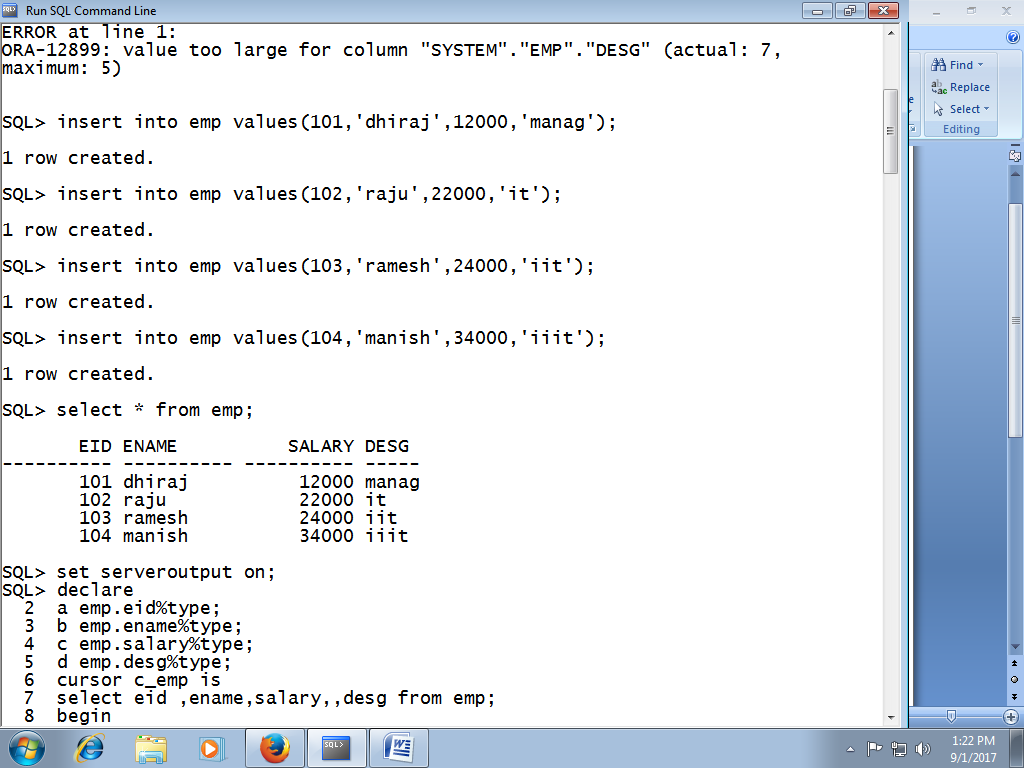 Run SQL Command Line
ERROR at line 1:
ORA-12899: value too large for column "SYSTEM"."EMP"."DESG" (actual: 7,
maximum: 5)
SQL> insert into emp values(101,'dhiraj',12000,'manag');
1 row created.
SQL> insert into emp values(102,'raju',22000,'it');
1 row created.
SQL> insert into emp values(103,'ramesh',24000,'iit');
1 row created.
SQL> insert into emp values(104,'manish',34000,'iiit');
1 row created.
SQL> select * from emp;
EID ENAME SALARY DESG
---------- ---------- ---------- -----
101 dhiraj 12000 manag
102 raju 22000 it
103 ramesh 24000 iit
104 manish 34000 iiit
SQL> set serveroutput on;
SQL> declare
2 a emp.eid%type;
3 b emp.ename%type;
4 c emp.salary%type;
5 d emp.desg%type;
6 cursor c_emp is
7 select eid ,ename,salary,,desg from emp;
8 begin
Find
Replace
Select
Editing
SQL>
1:22 PM
9/1/2017